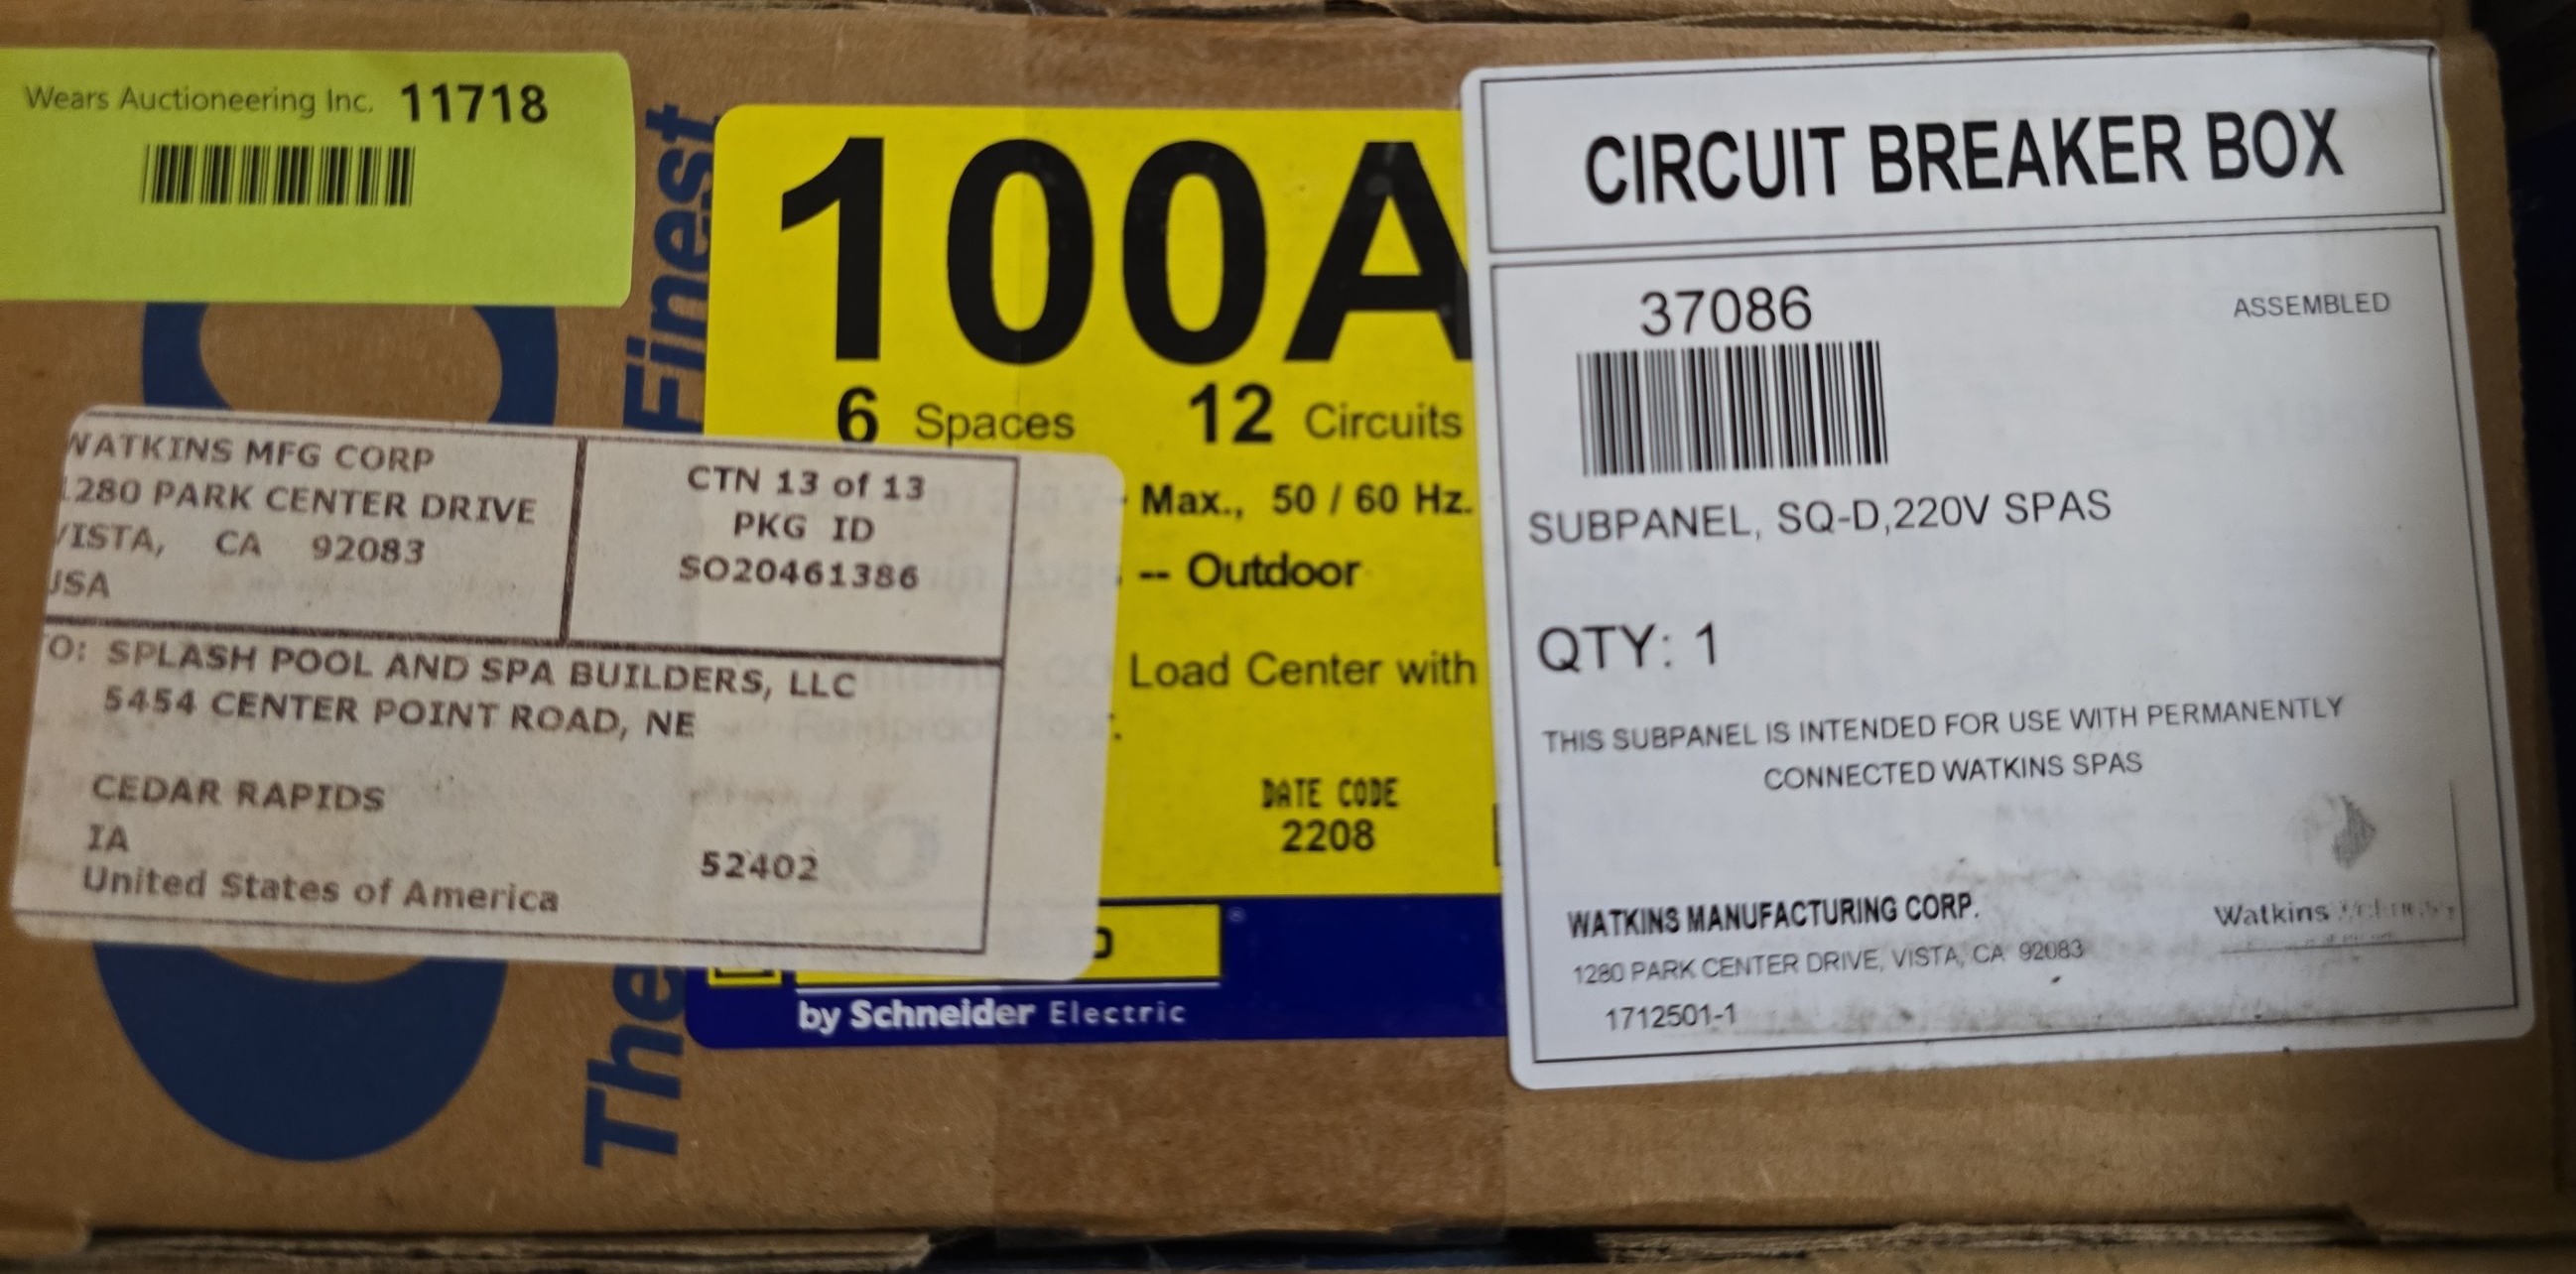 Wears Auctioneering Inc. 11718
The Finest
100A
6 Spaces 12 Circuits
Max., 50 / 60 Hz.
-- Outdoor
Load Center with
DATE CODE
2208
by Schneider Electric
WATKINS MFG CORP
1280 PARK CENTER DRIVE
VISTA, CA 92083
USA
CTN 13 of 13
PKG ID
SO20461386
O: SPLASH POOL AND SPA BUILDERS, LLC
5454 CENTER POINT ROAD, NE
CEDAR RAPIDS
IA 52402
United States of America
CIRCUIT BREAKER BOX
37086
ASSEMBLED
SUBPANEL, SQ-D,220V SPAS
QTY: 1
THIS SUBPANEL IS INTENDED FOR USE WITH PERMANENTLY
CONNECTED WATKINS SPAS
WATKINS MANUFACTURING CORP.
1280 PARK CENTER DRIVE, VISTA, CA 92083
1712501-1
Watkins